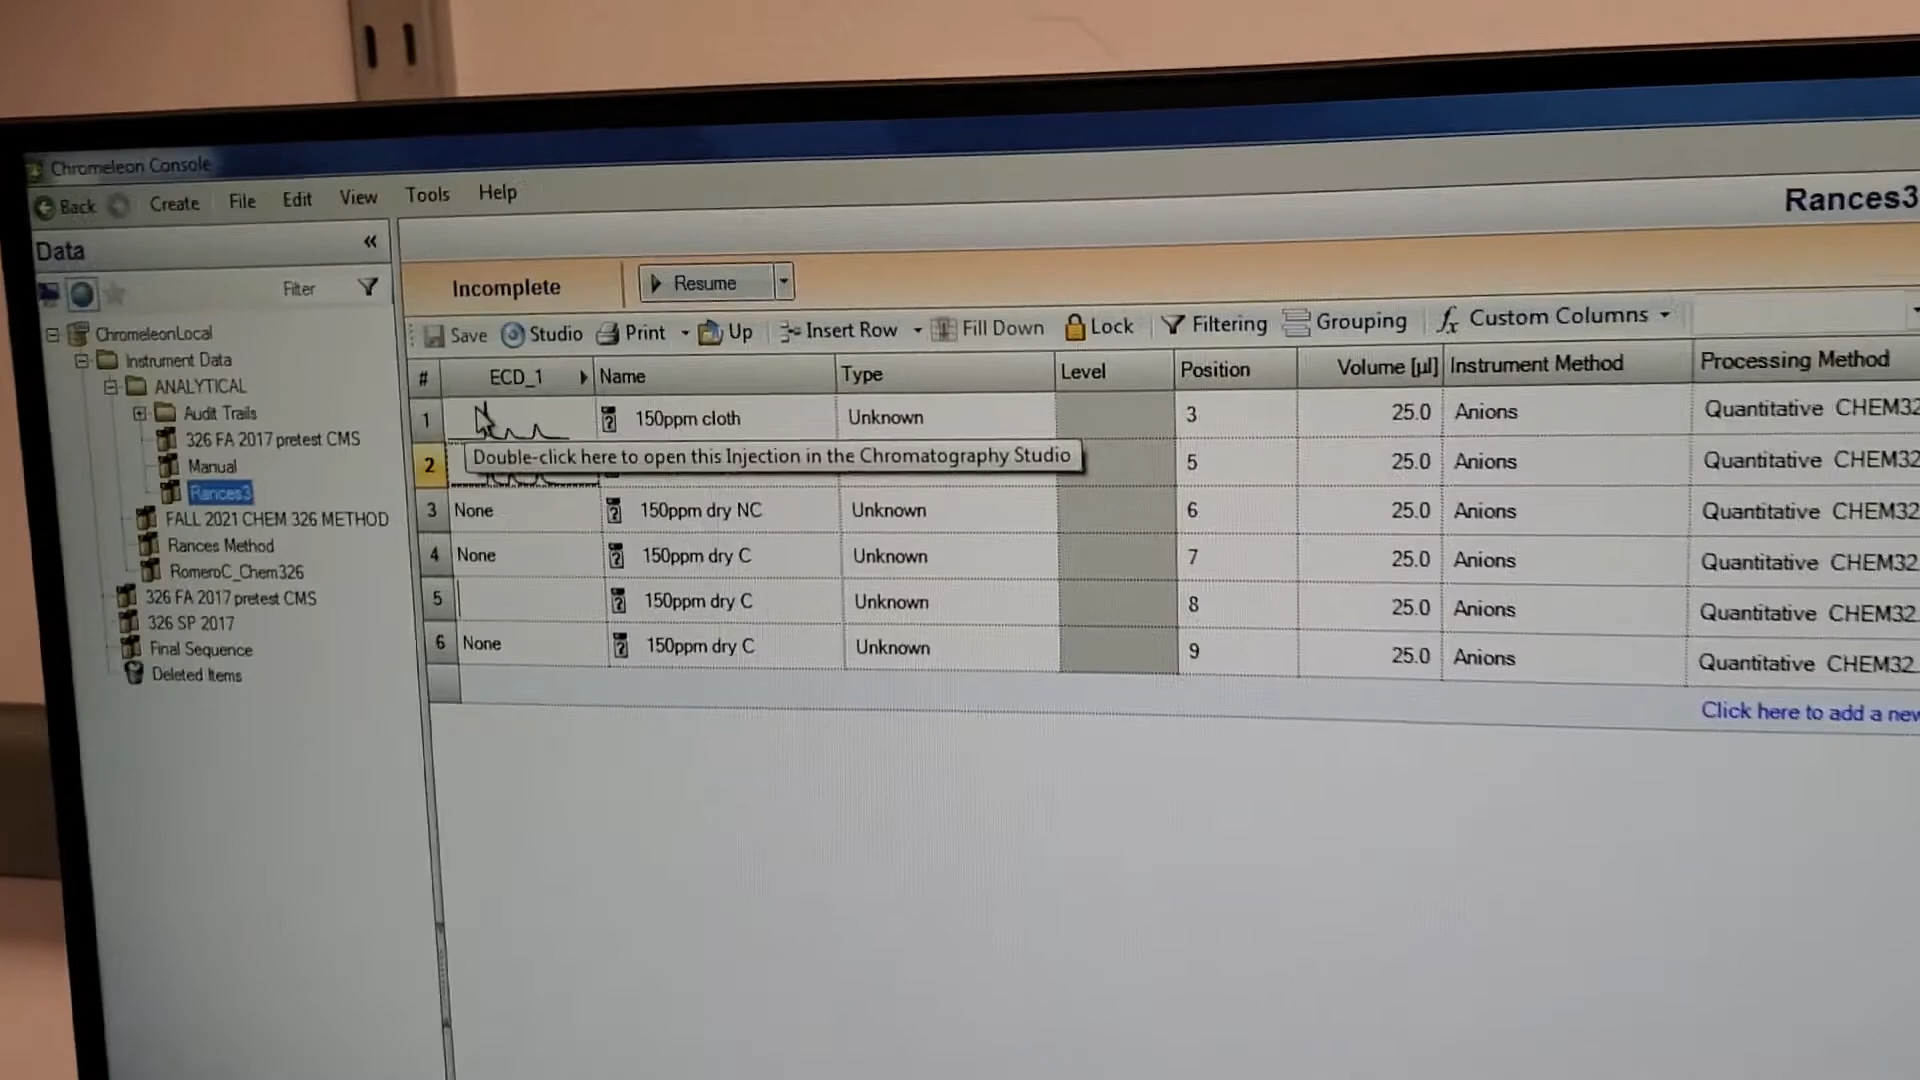 Chromeleon Console
Back Create File Edit View Tools Help
Rances3
Data
Incomplete Resume
Filter
Save Studio Print Up Insert Row Fill Down Lock Filtering Grouping Custom Columns
ChromeleonLocal
Instrument Data
ANALYTICAL
Audit Trails
326 FA 2017 pretest CMS
Manual
Rances3
FALL 2021 CHEM 326 METHOD
Rances Method
RomeroC_Chem326
326 FA 2017 pretest CMS
326 SP 2017
Final Sequence
Deleted Items
# ECD_1 Name Type Level Position Volume [µl] Instrument Method Processing Method
1 150ppm cloth Unknown 3 25.0 Anions Quantitative CHEM32
Double-click here to open this Injection in the Chromatography Studio
2 5 25.0 Anions Quantitative CHEM32
3 None 150ppm dry NC Unknown 6 25.0 Anions Quantitative CHEM32
4 None 150ppm dry C Unknown 7 25.0 Anions Quantitative CHEM32
5 150ppm dry C Unknown 8 25.0 Anions Quantitative CHEM32
6 None 150ppm dry C Unknown 9 25.0 Anions Quantitative CHEM32
Click here to add a new